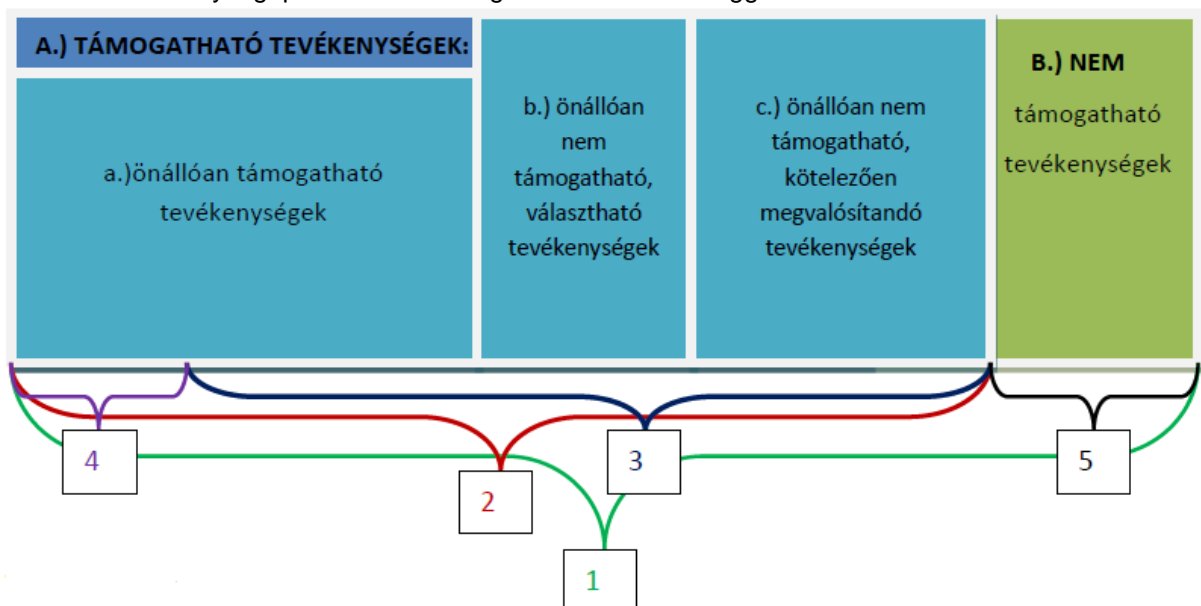 A.) TÁMOGATHATÓ TEVÉKENYSÉGEK:
a.)önállóan támogatható
tevékenységek
b.) önállóan
nem
támogatható,
választható
tevékenységek
c.) önállóan nem
támogatható,
kötelezően
megvalósítandó
tevékenységek
B.) NEM
támogatható
tevékenységek
4
2
3
5
1